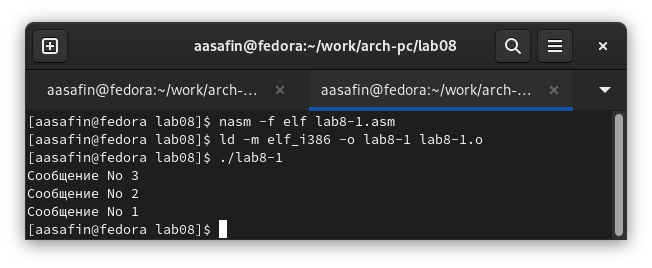 aasafin@fedora:~/work/arch-pc/lab08
aasafin@fedora:~/work/arch-... × aasafin@fedora:~/work/arch-... ×
[aasafin@fedora lab08]$ nasm -f elf lab8-1.asm
[aasafin@fedora lab08]$ ld -m elf_i386 -o lab8-1 lab8-1.o
[aasafin@fedora lab08]$ ./lab8-1
Сообщение No 3
Сообщение No 2
Сообщение No 1
[aasafin@fedora lab08]$